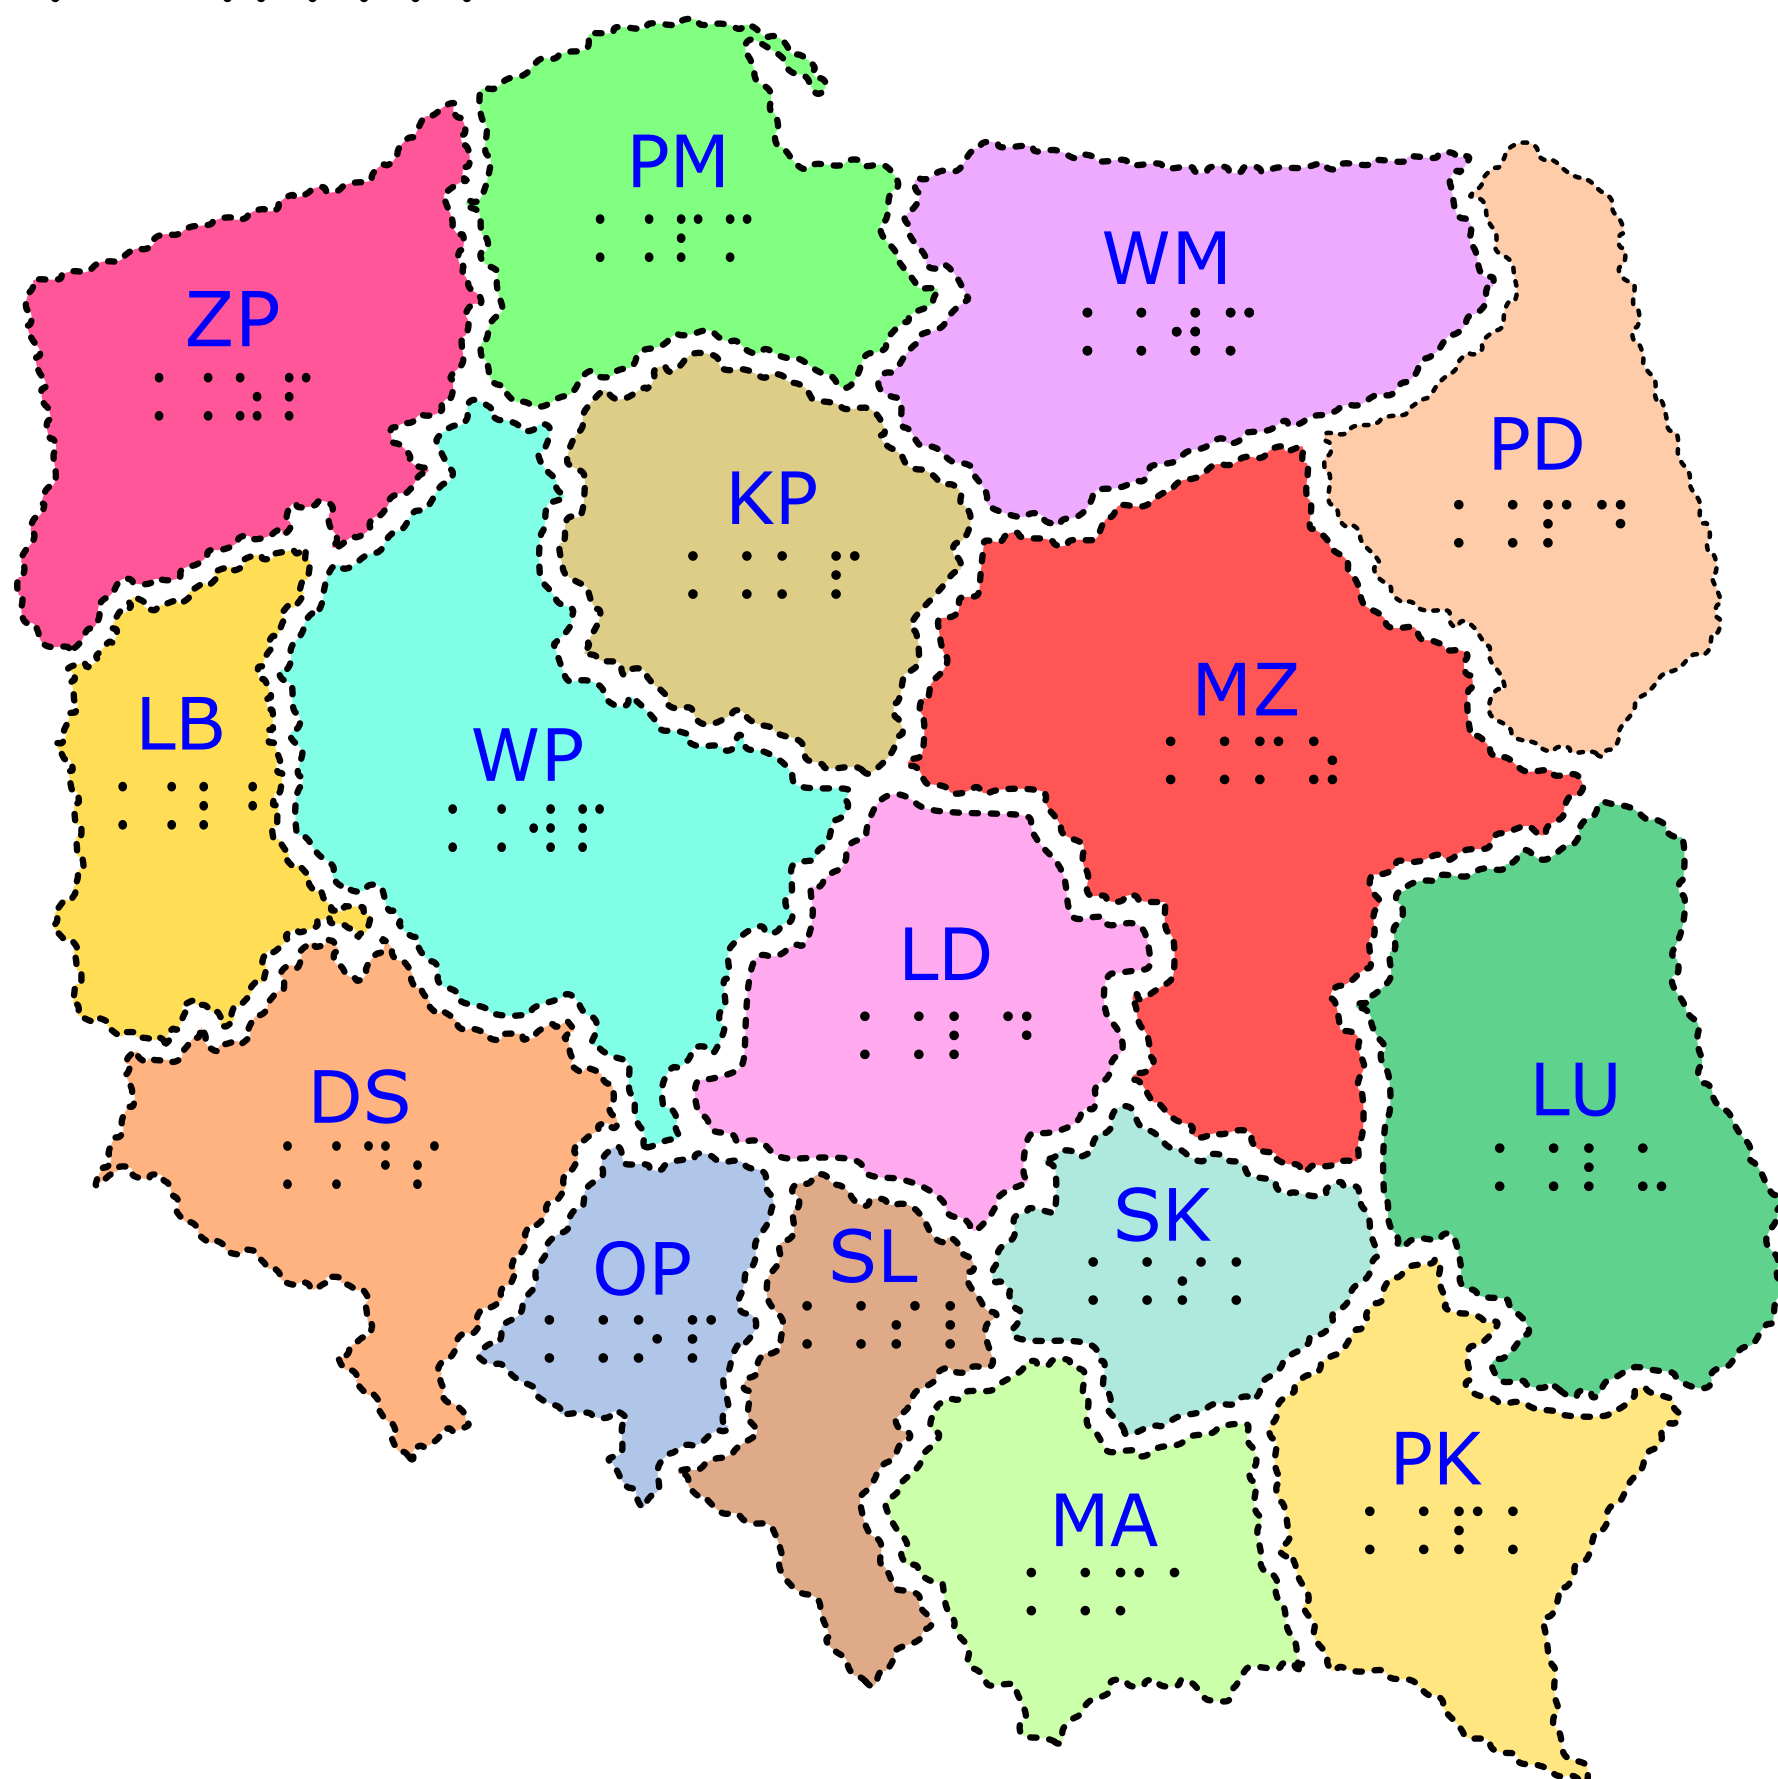 PM
⠨⠨⠏⠍
WM
⠨⠨⠺⠍
ZP
⠨⠨⠵⠏
PD
⠨⠨⠏⠙
KP
⠨⠨⠅⠏
MZ
⠨⠨⠍⠵
LB
⠨⠨⠇⠃
WP
⠨⠨⠺⠏
LD
⠨⠨⠇⠙
LU
⠨⠨⠇⠥
DS
⠨⠨⠙⠎
SK
⠨⠨⠎⠅
SL
⠨⠨⠎⠇
OP
⠨⠨⠕⠏
PK
⠨⠨⠏⠅
MA
⠨⠨⠍⠁